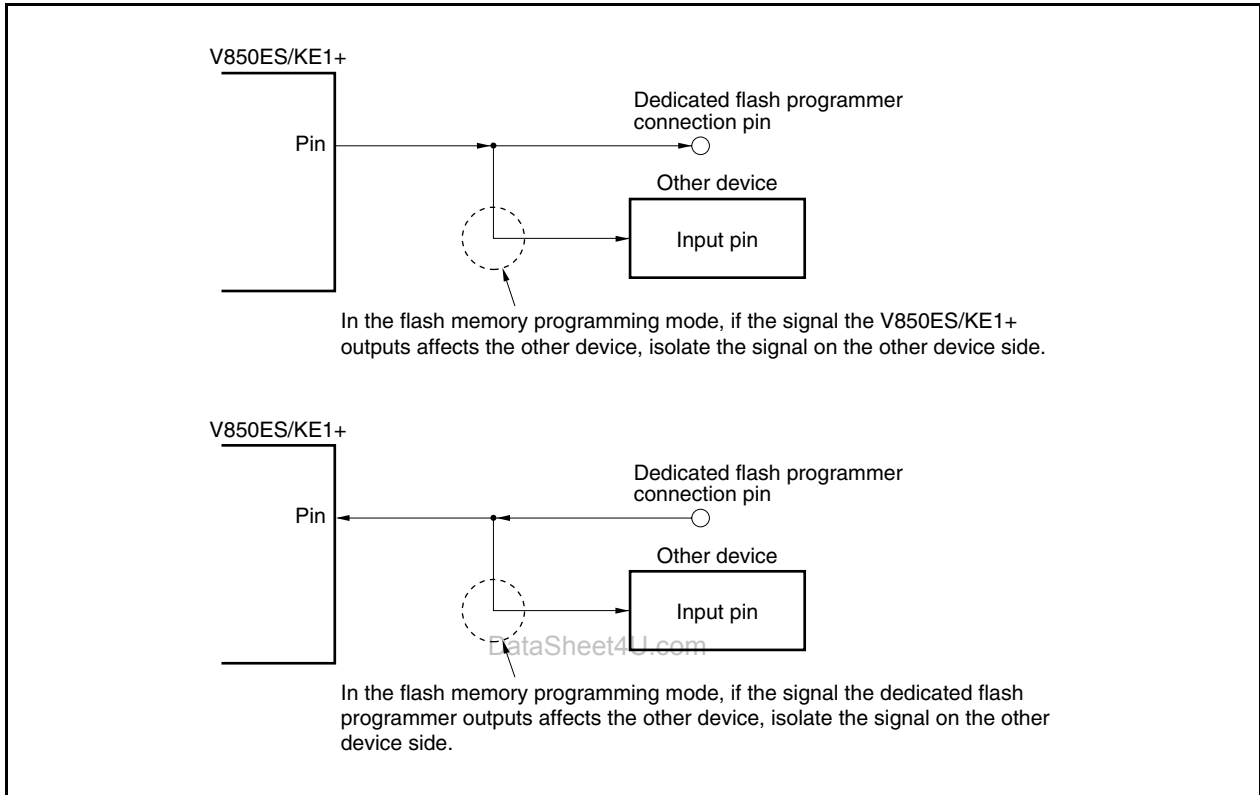 V850ES/KE1+
Dedicated flash programmer
connection pin
Pin
Other device
Input pin
In the flash memory programming mode, if the signal the V850ES/KE1+
outputs affects the other device, isolate the signal on the other device side.
V850ES/KE1+
Dedicated flash programmer
connection pin
Pin
Other device
Input pin
DataSheet4U.com
In the flash memory programming mode, if the signal the dedicated flash
programmer outputs affects the other device, isolate the signal on the other
device side.